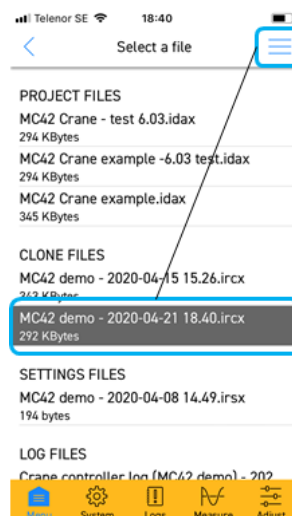 Telenor SE 18:40
Select a file
PROJECT FILES
MC42 Crane - test 6.03.idax
294 KBytes
MC42 Crane example -6.03 test.idax
294 KBytes
MC42 Crane example.idax
345 KBytes
CLONE FILES
MC42 demo - 2020-04-15 15.26.ircx
343 KBytes
MC42 demo - 2020-04-21 18.40.ircx
292 KBytes
SETTINGS FILES
MC42 demo - 2020-04-08 14.49.irsx
194 bytes
LOG FILES
Crane controller log (MC42 demo) - 202
Menu System Logs Measure Adjust